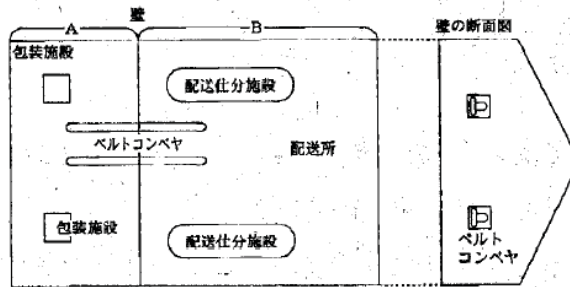 壁
A
B
壁の断面図
包装施設
配送仕分施設
ベルトコンベヤ
配送所
包装施設
配送仕分施設
ベルト
コンベヤ